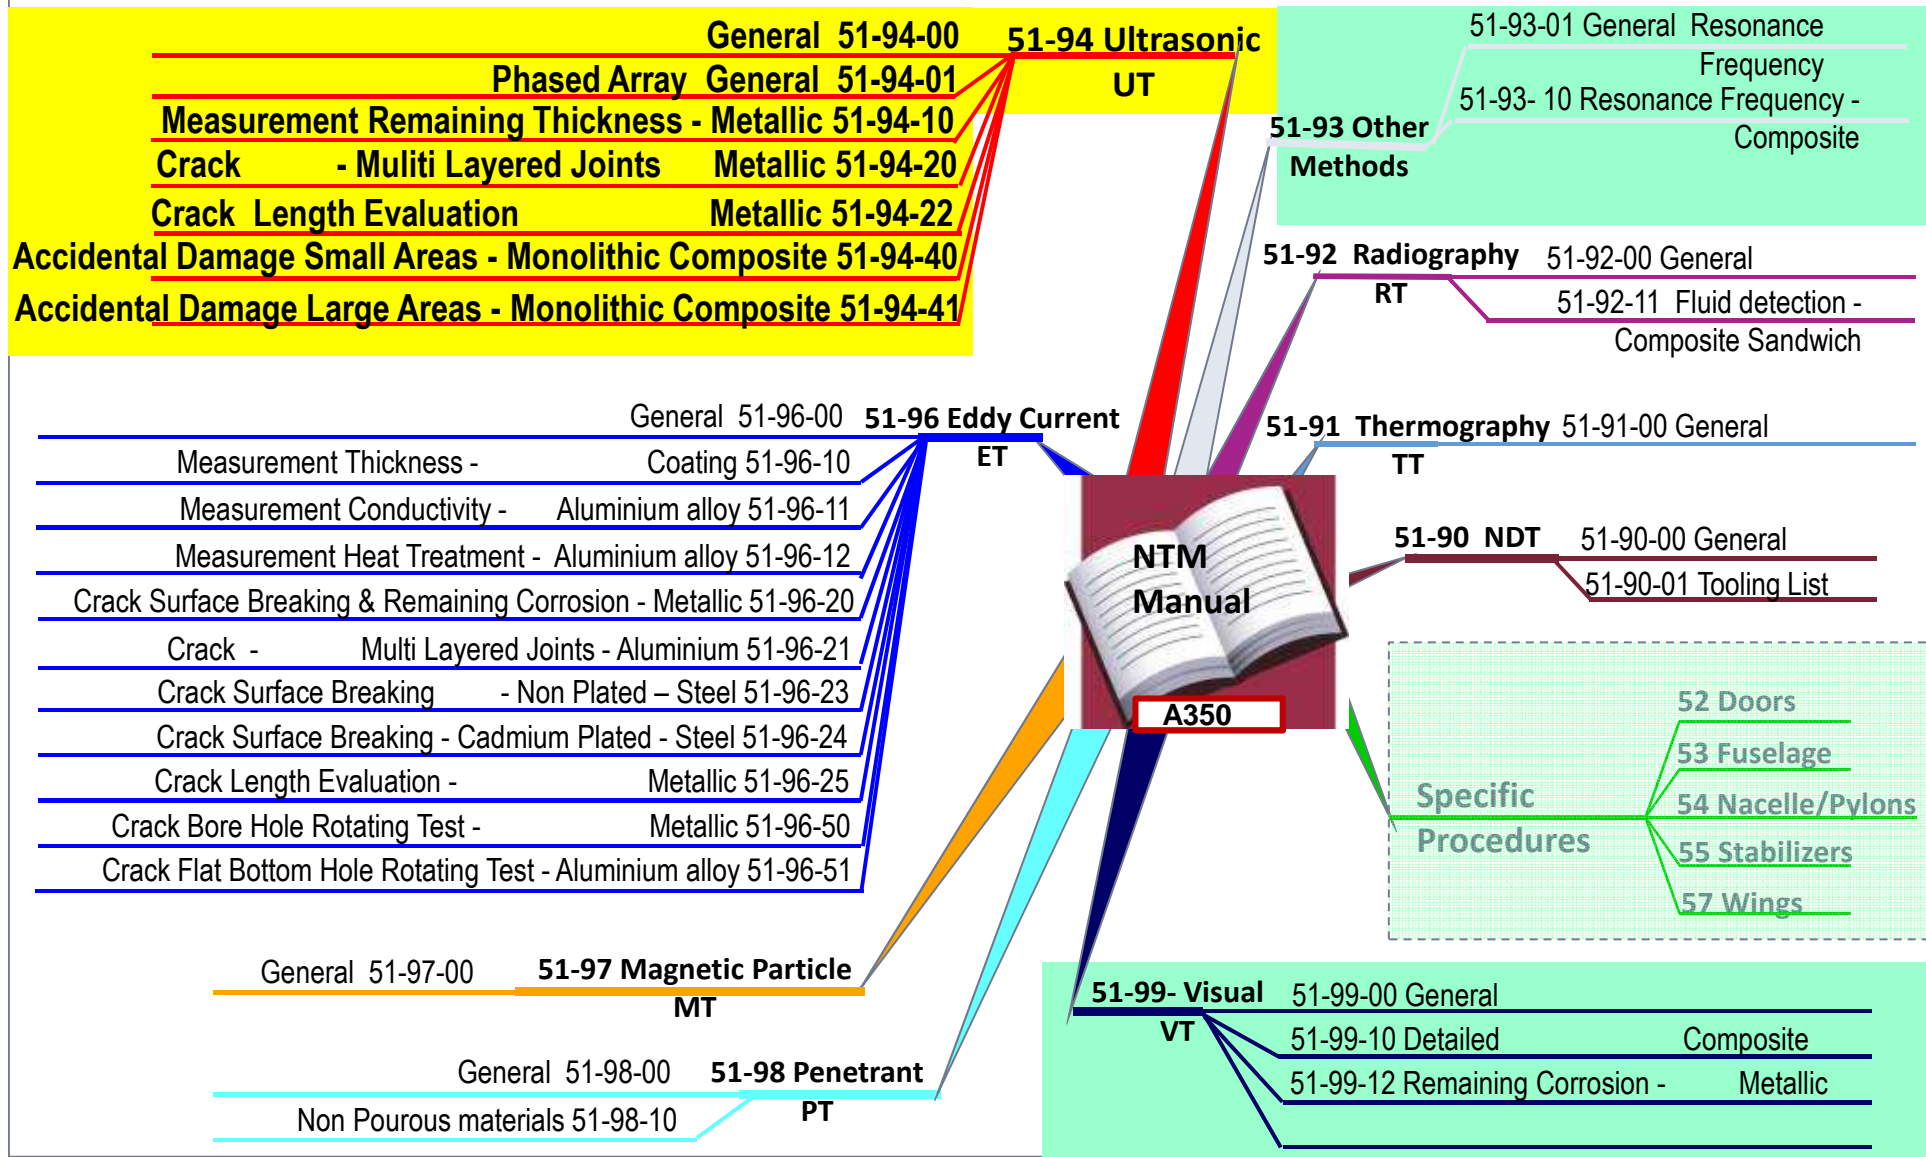 General 51-94-00
51-94 Ultrasonic
UT
Phased Array General 51-94-01
Measurement Remaining Thickness - Metallic 51-94-10
Crack - Muliti Layered Joints Metallic 51-94-20
Crack Length Evaluation Metallic 51-94-22
Accidental Damage Small Areas - Monolithic Composite 51-94-40
Accidental Damage Large Areas - Monolithic Composite 51-94-41
51-93 Other
Methods
51-93-01 General Resonance
Frequency
51-93- 10 Resonance Frequency -
Composite
51-92 Radiography
RT
51-92-00 General
51-92-11 Fluid detection -
Composite Sandwich
General 51-96-00
51-96 Eddy Current
ET
Measurement Thickness - Coating 51-96-10
Measurement Conductivity - Aluminium alloy 51-96-11
Measurement Heat Treatment - Aluminium alloy 51-96-12
Crack Surface Breaking & Remaining Corrosion - Metallic 51-96-20
Crack - Multi Layered Joints - Aluminium 51-96-21
Crack Surface Breaking - Non Plated – Steel 51-96-23
Crack Surface Breaking - Cadmium Plated - Steel 51-96-24
Crack Length Evaluation - Metallic 51-96-25
Crack Bore Hole Rotating Test - Metallic 51-96-50
Crack Flat Bottom Hole Rotating Test - Aluminium alloy 51-96-51
51-91 Thermography
TT
51-91-00 General
NTM
Manual
A350
51-90 NDT
51-90-00 General
51-90-01 Tooling List
Specific
Procedures
52 Doors
53 Fuselage
54 Nacelle/Pylons
55 Stabilizers
57 Wings
General 51-97-00
51-97 Magnetic Particle
MT
General 51-98-00
51-98 Penetrant
PT
Non Pourous materials 51-98-10
51-99- Visual
VT
51-99-00 General
51-99-10 Detailed Composite
51-99-12 Remaining Corrosion - Metallic